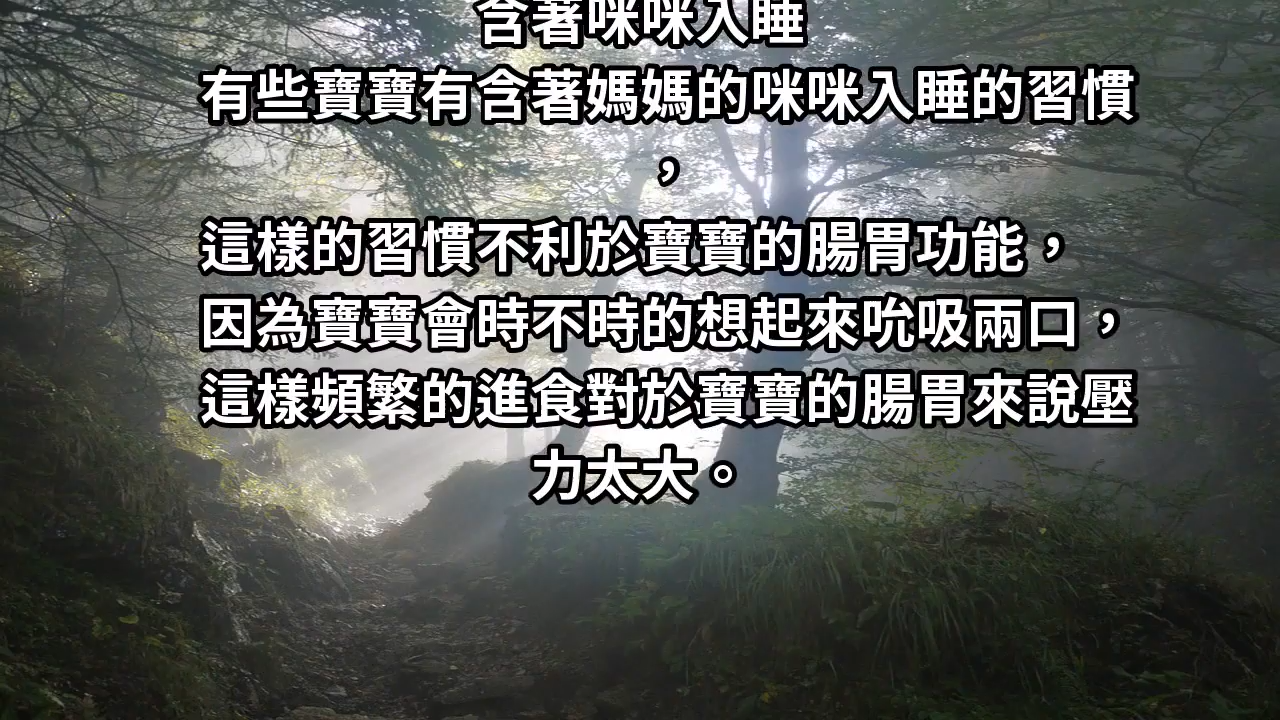 含著咪咪入睡
有些寶寶有含著媽媽的咪咪入睡的習慣
，
這樣的習慣不利於寶寶的腸胃功能，
因為寶寶會時不時的想起來吮吸兩口，
這樣頻繁的進食對於寶寶的腸胃來說壓
力太大。